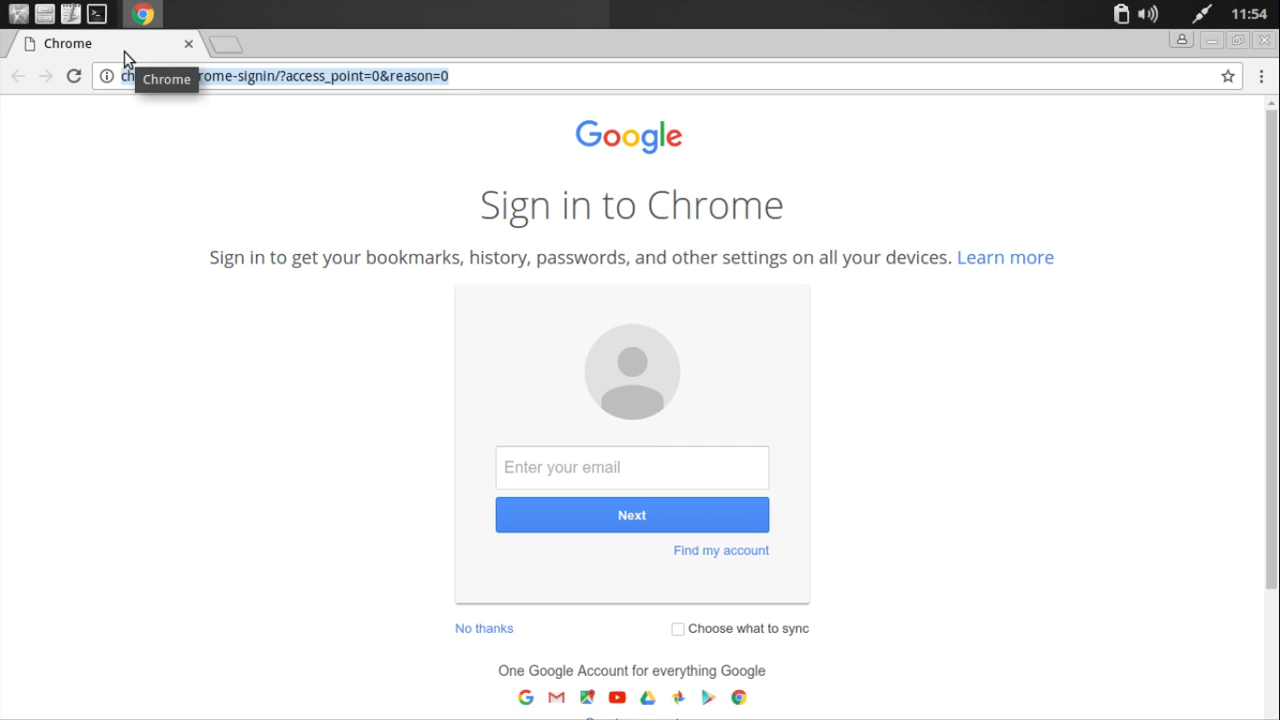 11:54
Chrome
rome-signin/?access_point=0&reason=0
Chrome
Google
Sign in to Chrome
Sign in to get your bookmarks, history, passwords, and other settings on all your devices. Learn more
Enter your email
Next
Find my account
No thanks
Choose what to sync
One Google Account for everything Google